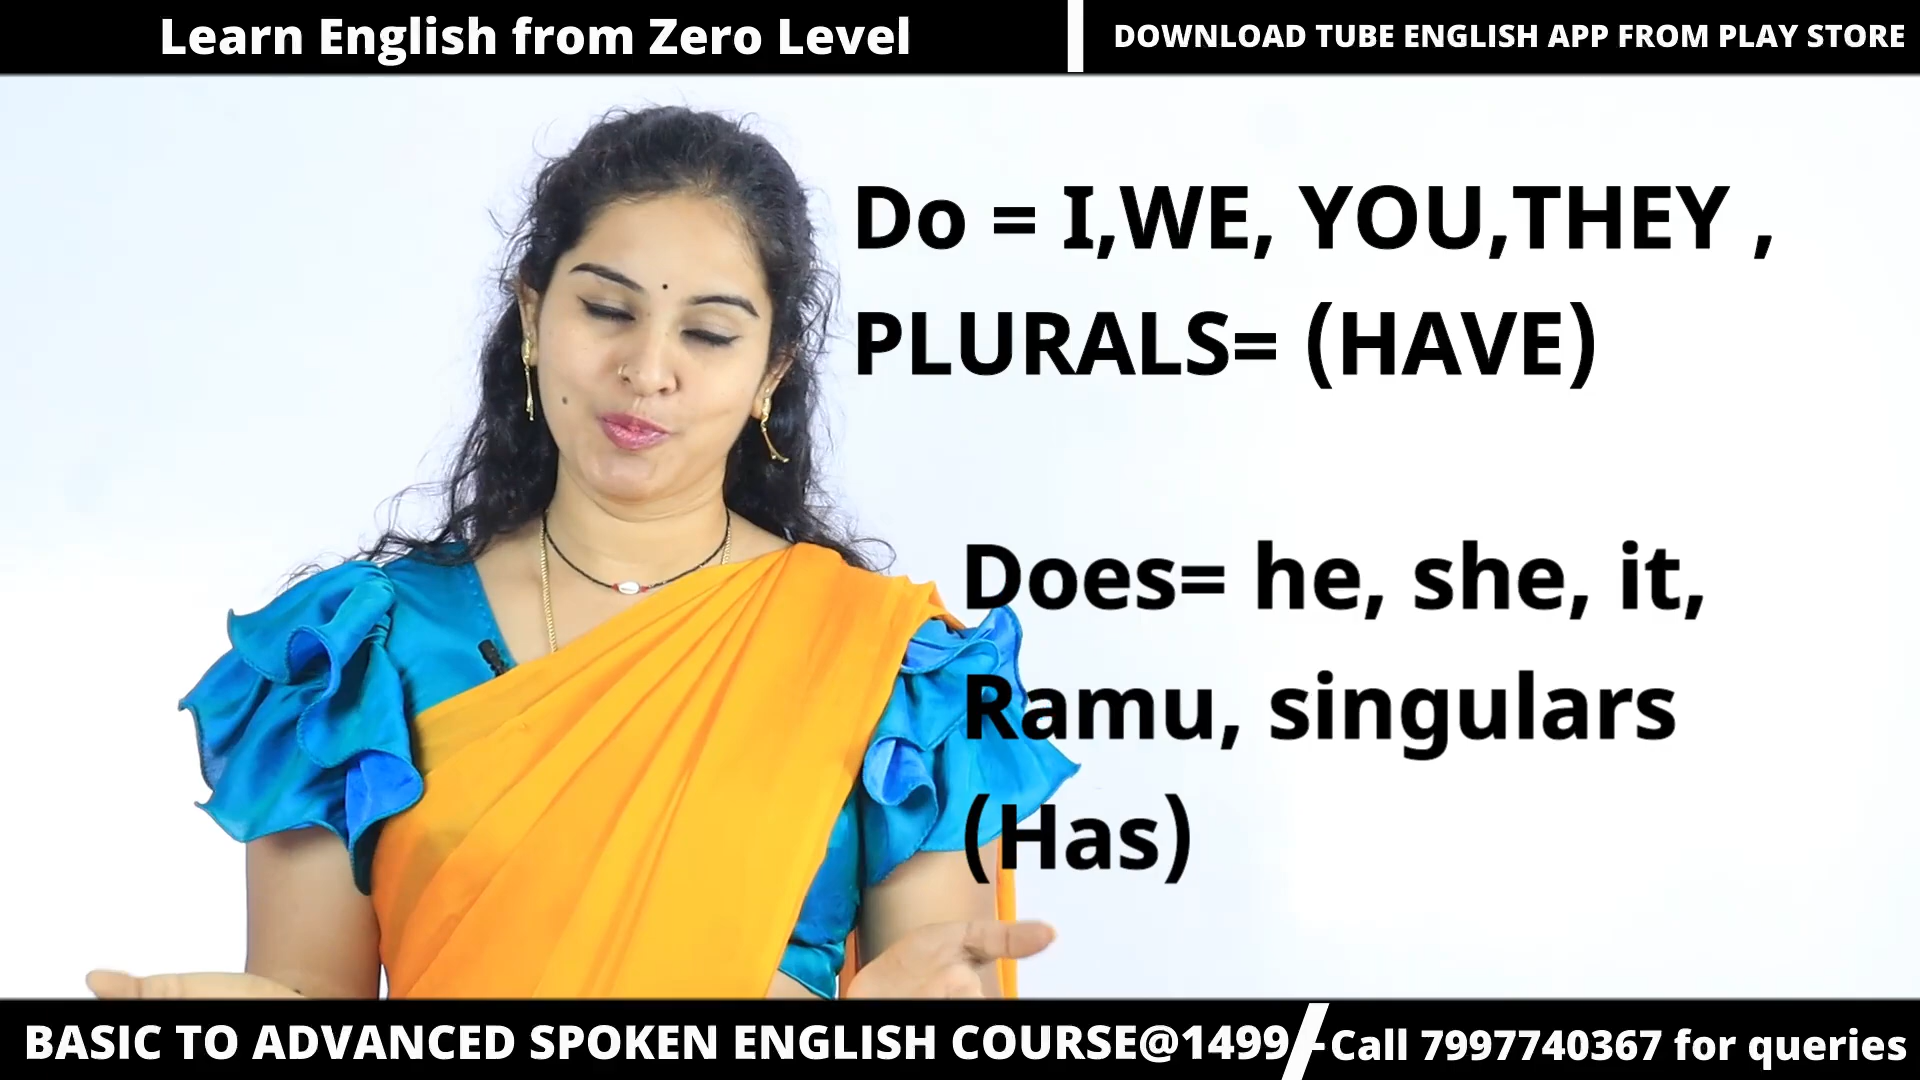 Learn English from Zero Level
DOWNLOAD TUBE ENGLISH APP FROM PLAY STORE
Do = I,WE, YOU,THEY ,
PLURALS= (HAVE)
Does= he, she, it,
Ramu, singulars
(Has)
BASIC TO ADVANCED SPOKEN ENGLISH COURSE@1499/-
Call 7997740367 for queries